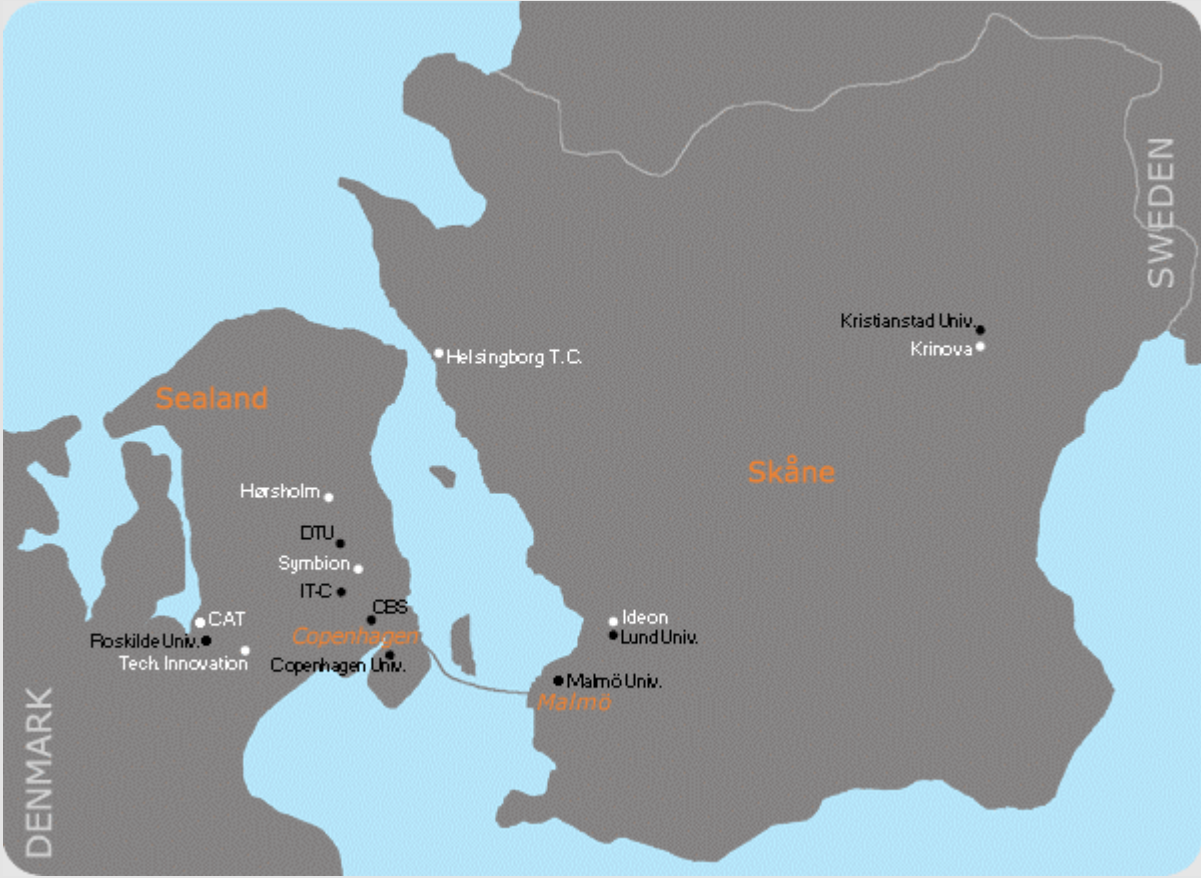 SWEDEN
Kristianstad Univ.
Krinova
Helsingborg T.C.
Sealand
Skåne
Hørsholm
DTU
Symbion
IT-C
CBS
CAT
Ideon
Copenhagen
Lund Univ.
Roskilde Univ.
Tech. Innovation
Copenhagen Univ.
Malmö Univ.
Malmö
DENMARK